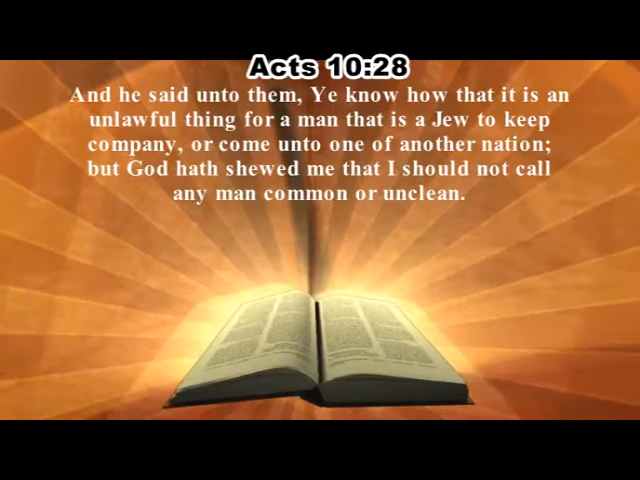 Acts 10:28
And he said unto them, Ye know how that it is an
unlawful thing for a man that is a Jew to keep
company, or come unto one of another nation;
but God hath shewed me that I should not call
any man common or unclean.